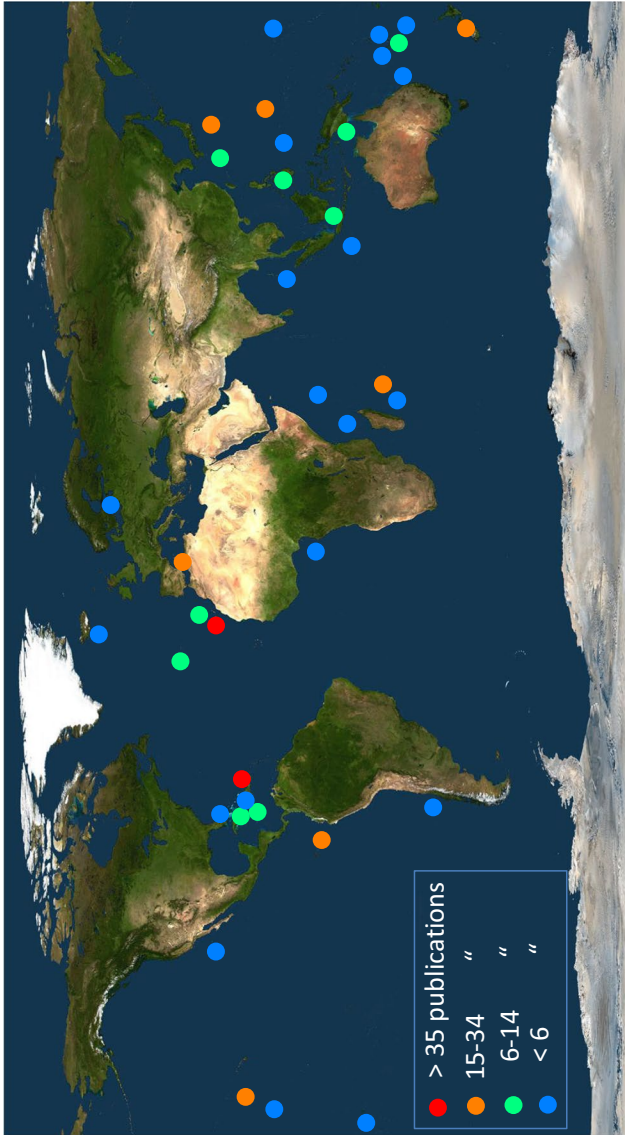 > 35 publications
15-34 “
6-14 “
< 6 “